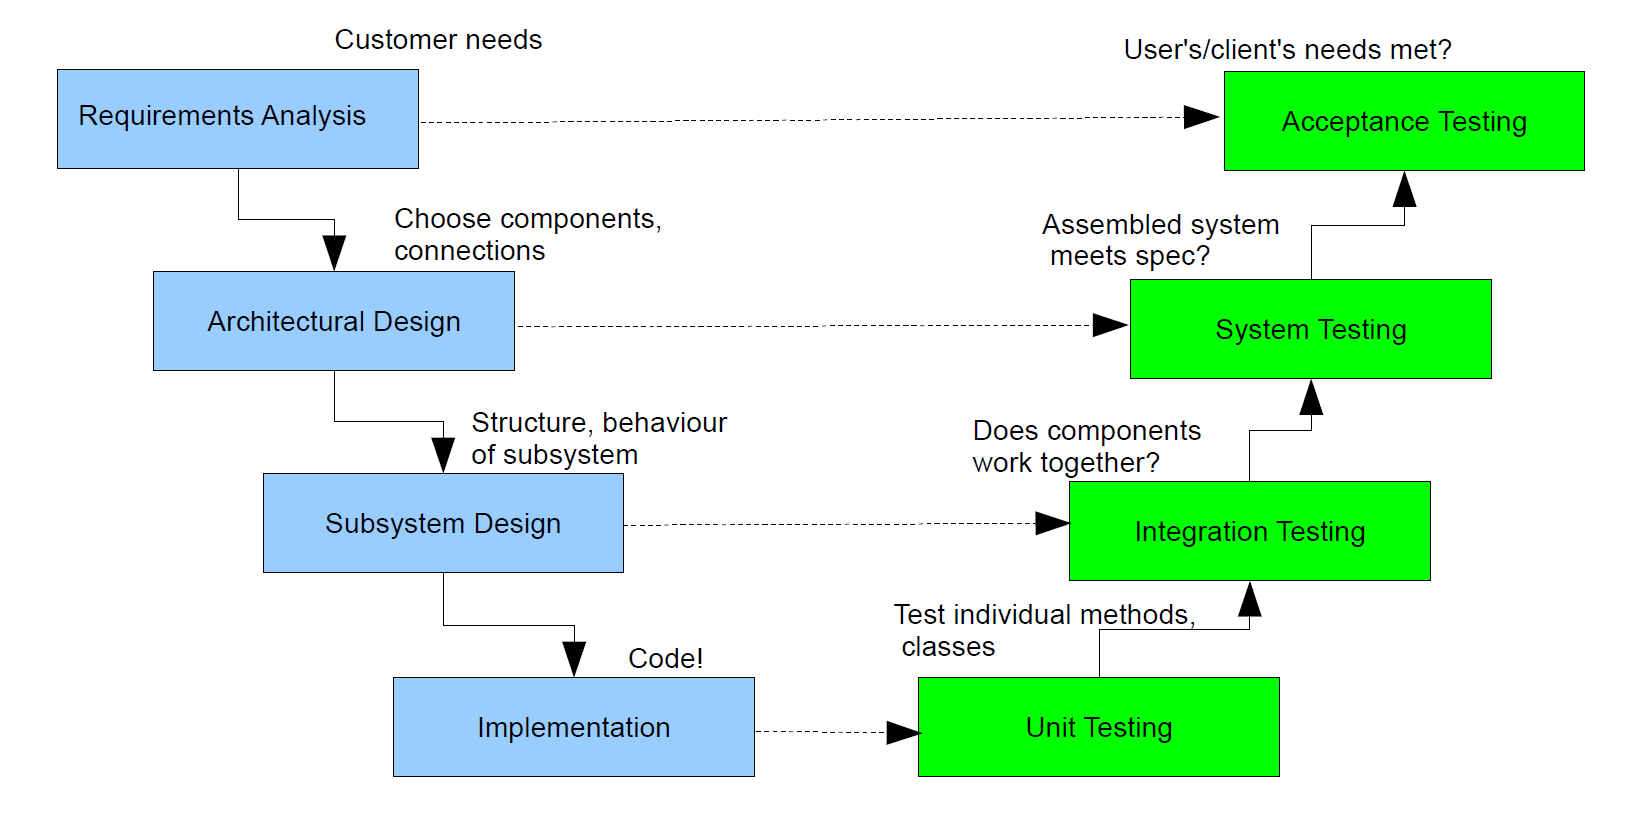 Customer needs
User's/client's needs met?
Requirements Analysis
Acceptance Testing
Choose components,
connections
Assembled system
meets spec?
Architectural Design
System Testing
Structure, behaviour
of subsystem
Does components
work together?
Subsystem Design
Integration Testing
Test individual methods,
classes
Code!
Implementation
Unit Testing